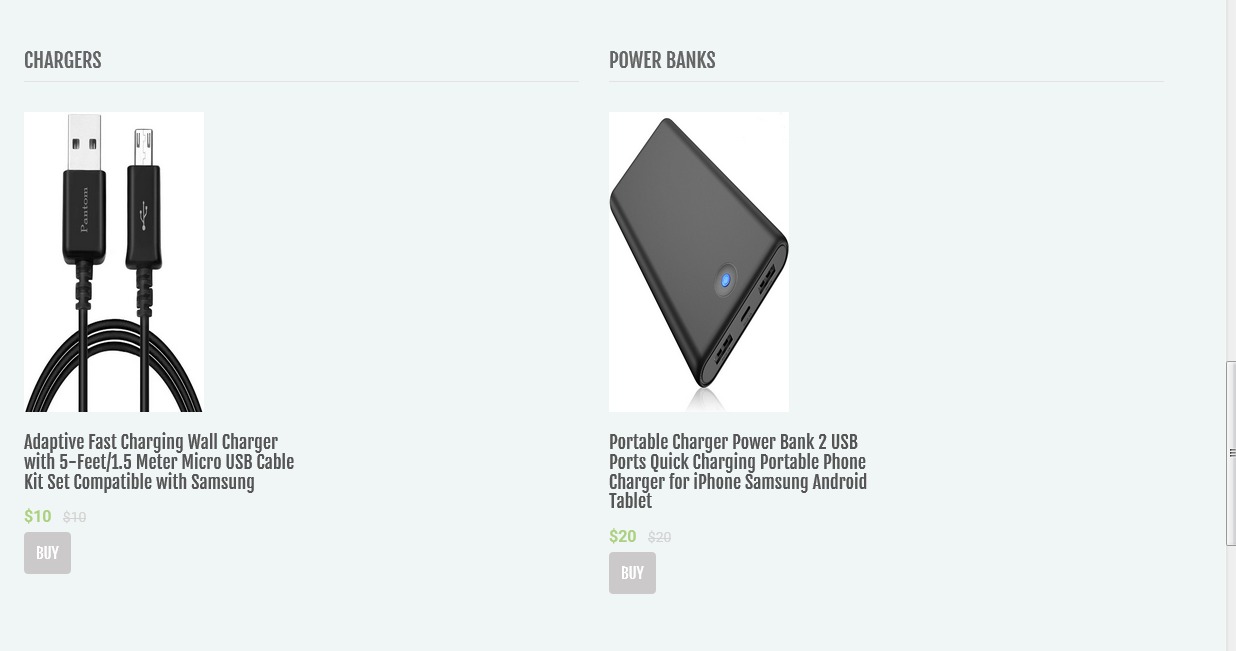 CHARGERS
POWER BANKS
Pantom
Adaptive Fast Charging Wall Charger
with 5-Feet/1.5 Meter Micro USB Cable
Kit Set Compatible with Samsung
$10 $10
BUY
Portable Charger Power Bank 2 USB
Ports Quick Charging Portable Phone
Charger for iPhone Samsung Android
Tablet
$20 $20
BUY